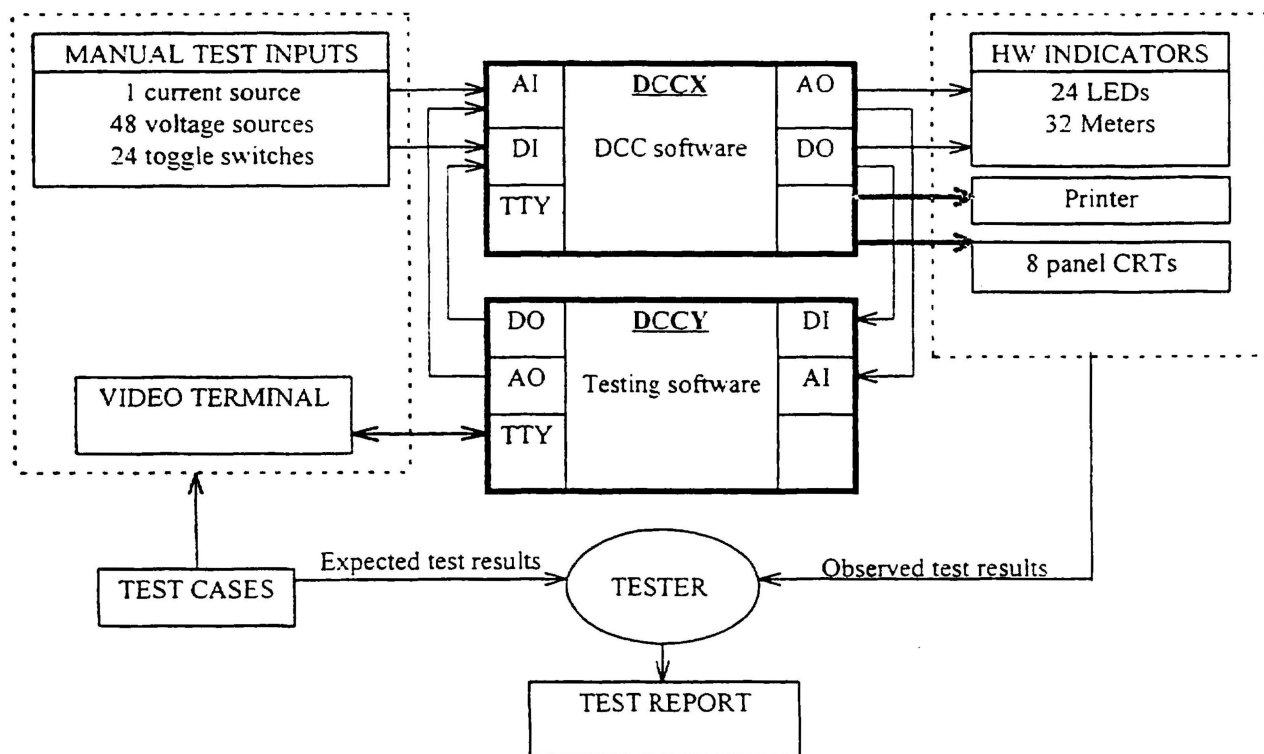 MANUAL TEST INPUTS
1 current source
48 voltage sources
24 toggle switches
AI
DI
TTY
DCCX
DCC software
AO
DO
HW INDICATORS
24 LEDs
32 Meters
Printer
8 panel CRTs
DO
AO
TTY
DCCY
Testing software
DI
AI
VIDEO TERMINAL
TEST CASES
Expected test results
TESTER
Observed test results
TEST REPORT